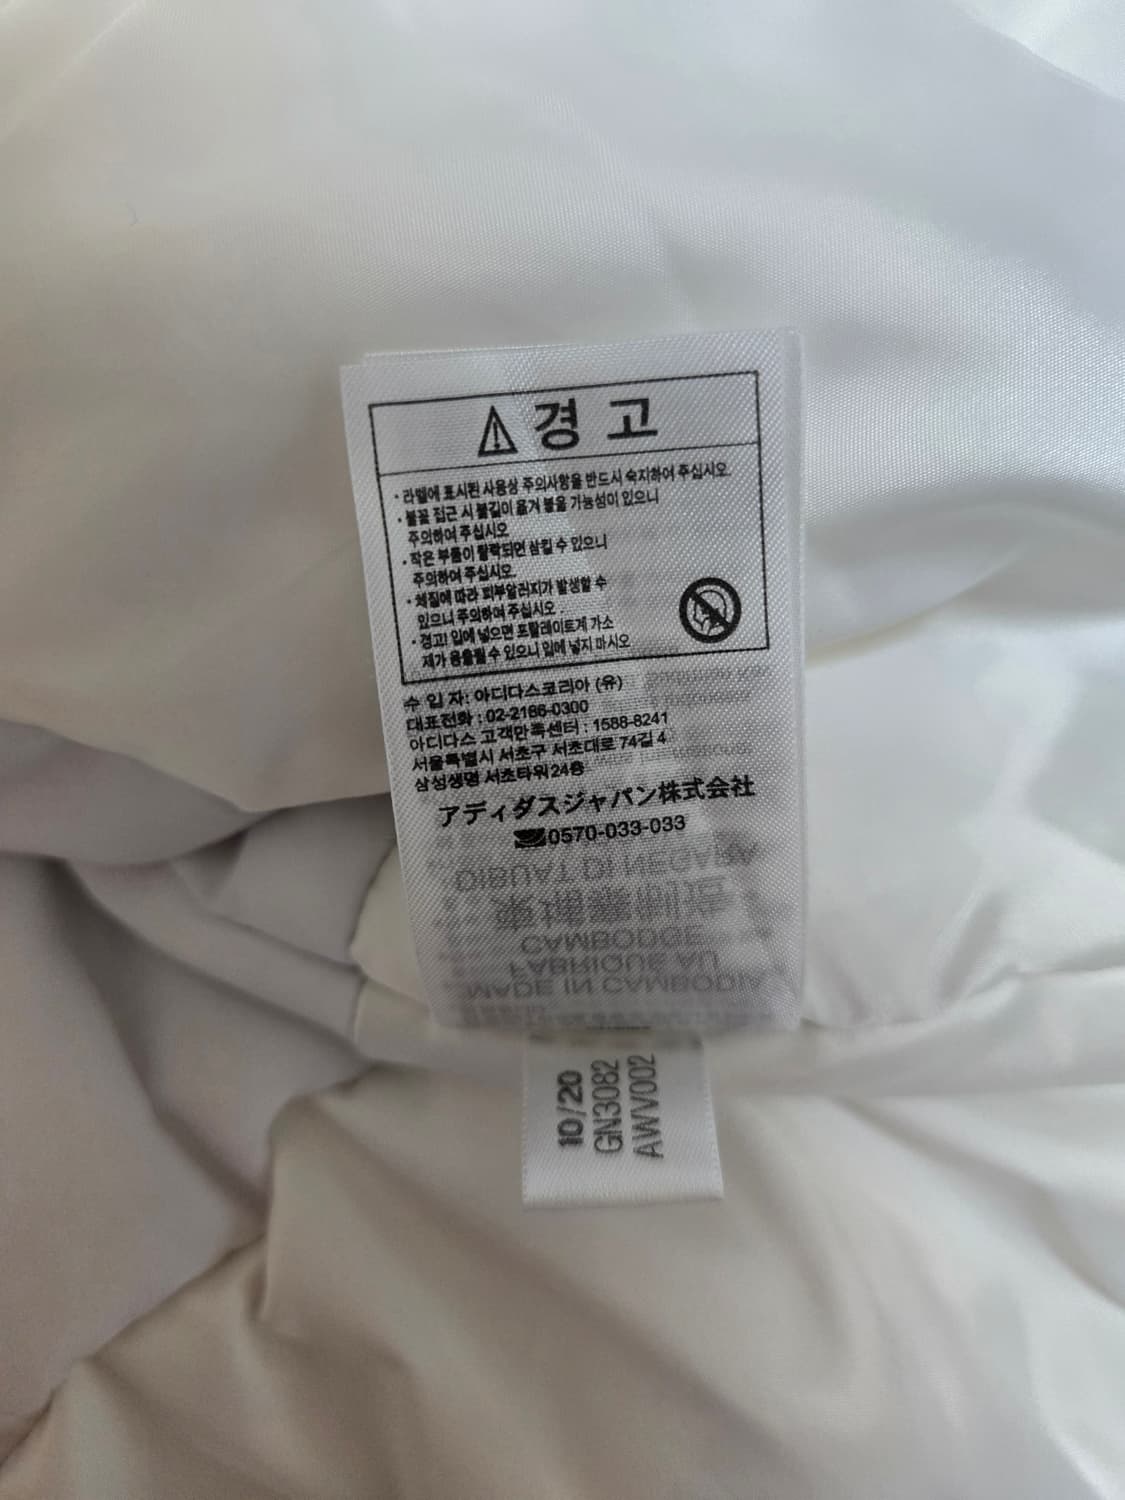 ⚠ 경 고
• 라벨에 표시된 사용상 주의사항을 반드시 숙지하여 주십시오.
• 불꽃 접근 시 불길이 옮겨 붙을 가능성이 있으니
주의하여 주십시오
• 작은 부품이 탈락되면 삼킬 수 있으니
주의하여 주십시오.
• 체질에 따라 피부알러지가 발생할 수
있으니 주의하여 주십시오.
• 경고! 입에 넣으면 프탈레이트계 가소
제가 용출될 수 있으니 입에 넣지 마시오
수 입 자: 아디다스코리아 (유)
대표전화 : 02-2186-0300
아디다스 고객만족센터 : 1588-8241
서울특별시 서초구 서초대로 74길 4
삼성생명 서초타워 24층
アディダスジャパン株式会社
0570-033-033
DIBUAT DI NEGARA
東埔寨制造
CAMBODGE
FABRIQUÉ AU
MADE IN CAMBODIA
10/20
GN3082
AWV002